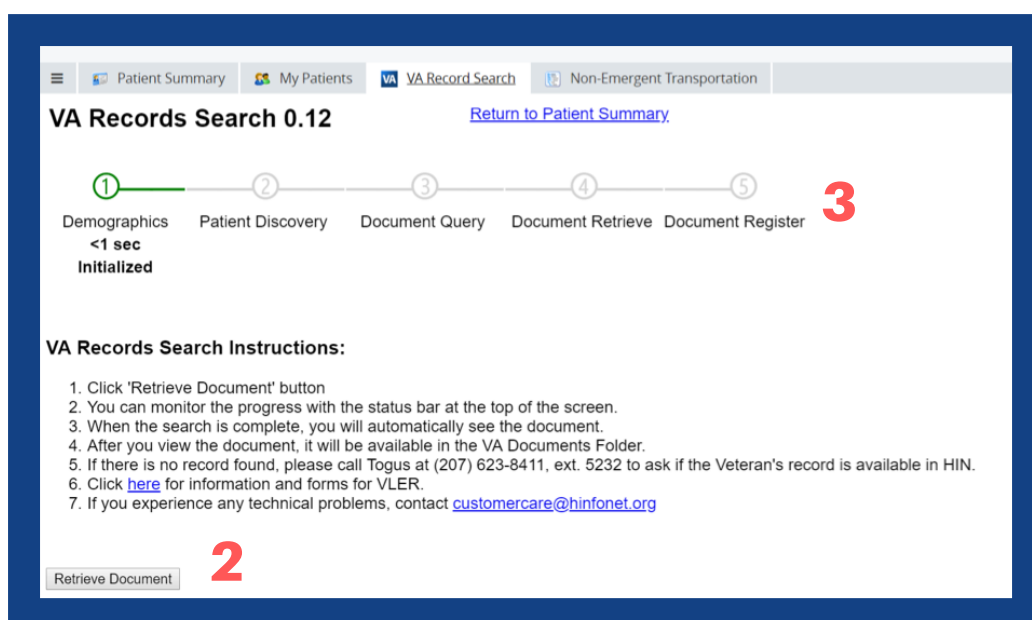 Patient Summary My Patients VA VA Record Search Non-Emergent Transportation
VA Records Search 0.12 Return to Patient Summary
1 2 3 4 5
3
Demographics Patient Discovery Document Query Document Retrieve Document Register
<1 sec
Initialized
VA Records Search Instructions:
1. Click 'Retrieve Document' button
2. You can monitor the progress with the status bar at the top of the screen.
3. When the search is complete, you will automatically see the document.
4. After you view the document, it will be available in the VA Documents Folder.
5. If there is no record found, please call Togus at (207) 623-8411, ext. 5232 to ask if the Veteran's record is available in HIN.
6. Click here for information and forms for VLER.
7. If you experience any technical problems, contact customercare@hinfonet.org
2
Retrieve Document